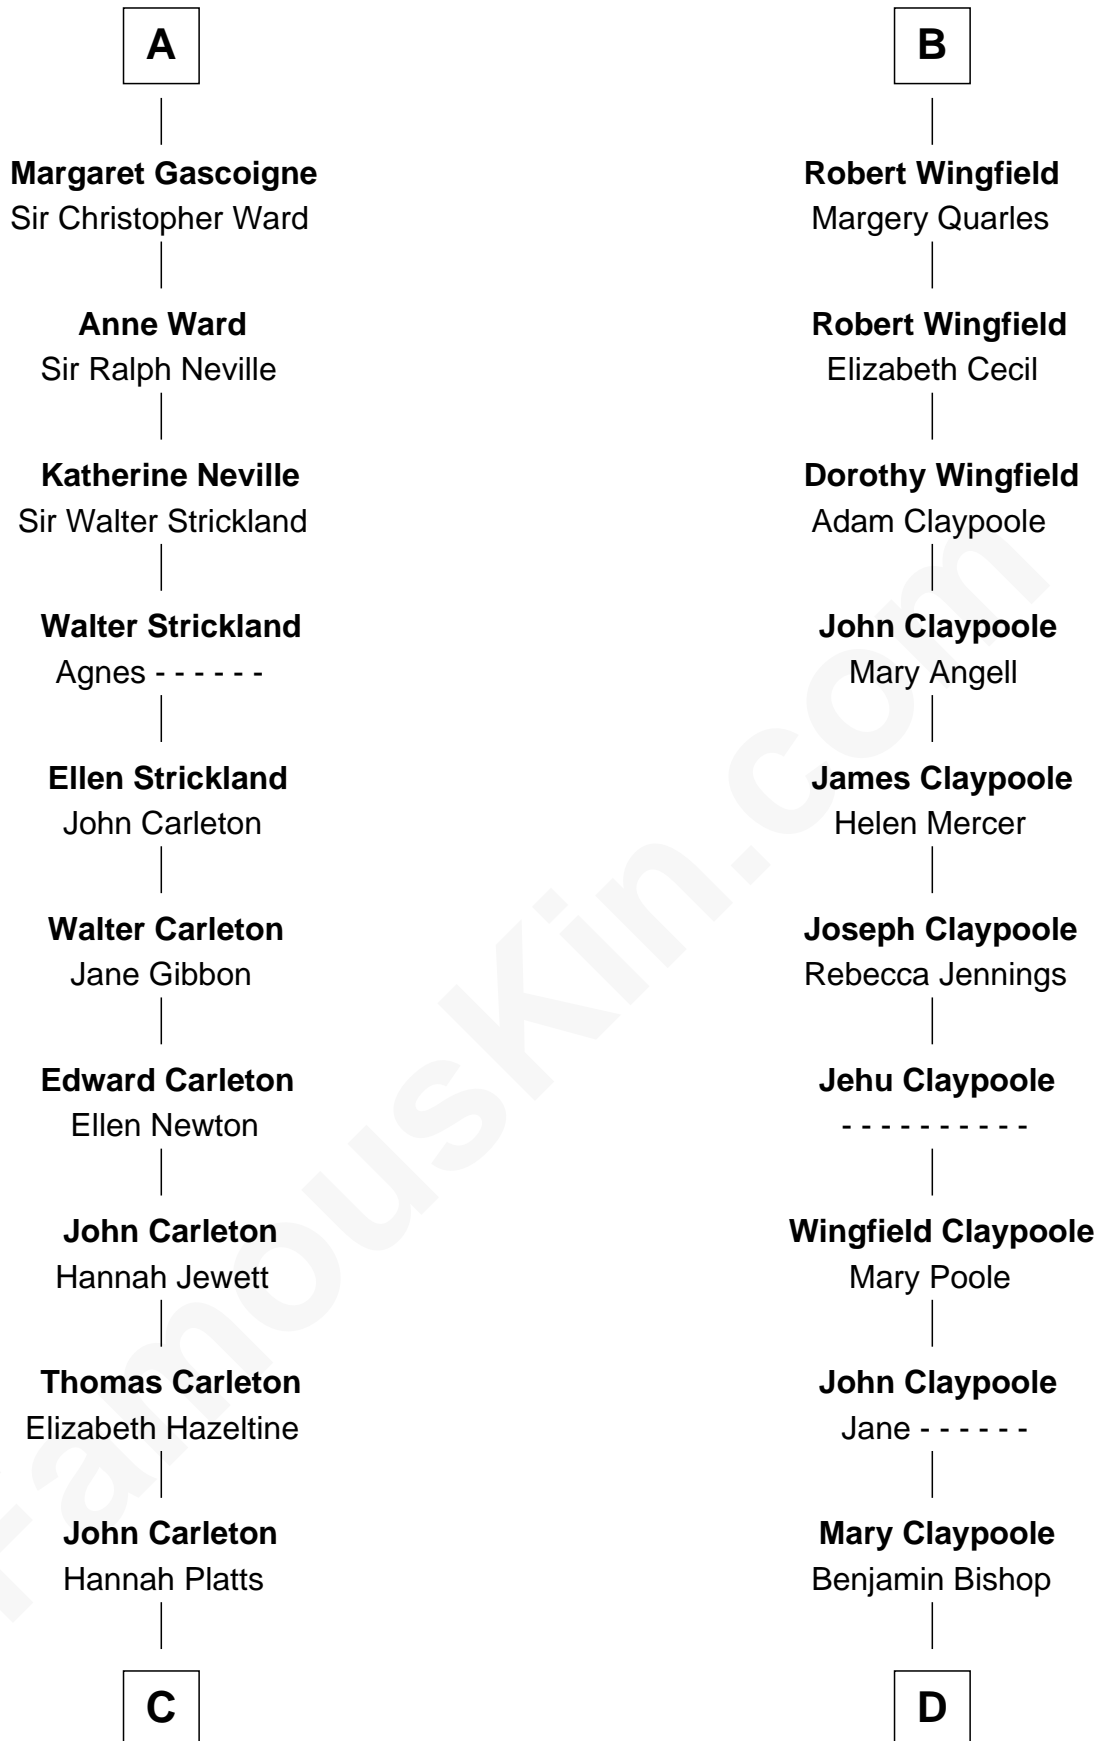 A
Margaret Gascoigne
Sir Christopher Ward
Anne Ward
Sir Ralph Neville
Katherine Neville
Sir Walter Strickland
Walter Strickland
Agnes - - - - - -
Ellen Strickland
John Carleton
Walter Carleton
Jane Gibbon
Edward Carleton
Ellen Newton
John Carleton
Hannah Jewett
Thomas Carleton
Elizabeth Hazeltine
John Carleton
Hannah Platts
C
B
Robert Wingfield
Margery Quarles
Robert Wingfield
Elizabeth Cecil
Dorothy Wingfield
Adam Claypoole
John Claypoole
Mary Angell
James Claypoole
Helen Mercer
Joseph Claypoole
Rebecca Jennings
Jehu Claypoole
- - - - - - - - - -
Wingfield Claypoole
Mary Poole
John Claypoole
Jane - - - - - -
Mary Claypoole
Benjamin Bishop
D
FamousKin.com